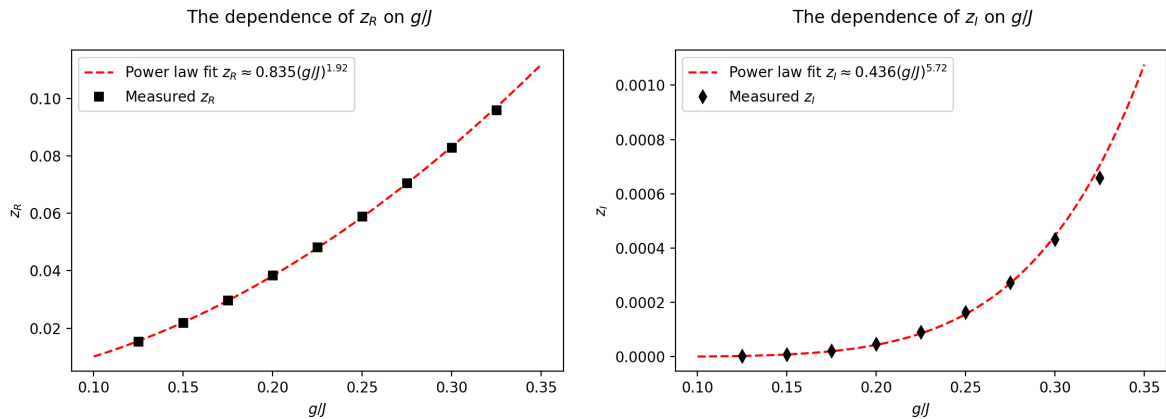 The dependence of z_R on g/J
Power law fit z_R ≈ 0.835(g/J)^1.92
Measured z_R
0.10
0.08
0.06
0.04
0.02
z_R
0.10 0.15 0.20 0.25 0.30 0.35
g/J
The dependence of z_I on g/J
Power law fit z_I ≈ 0.436(g/J)^5.72
Measured z_I
0.0010
0.0008
0.0006
0.0004
0.0002
0.0000
z_I
0.10 0.15 0.20 0.25 0.30 0.35
g/J